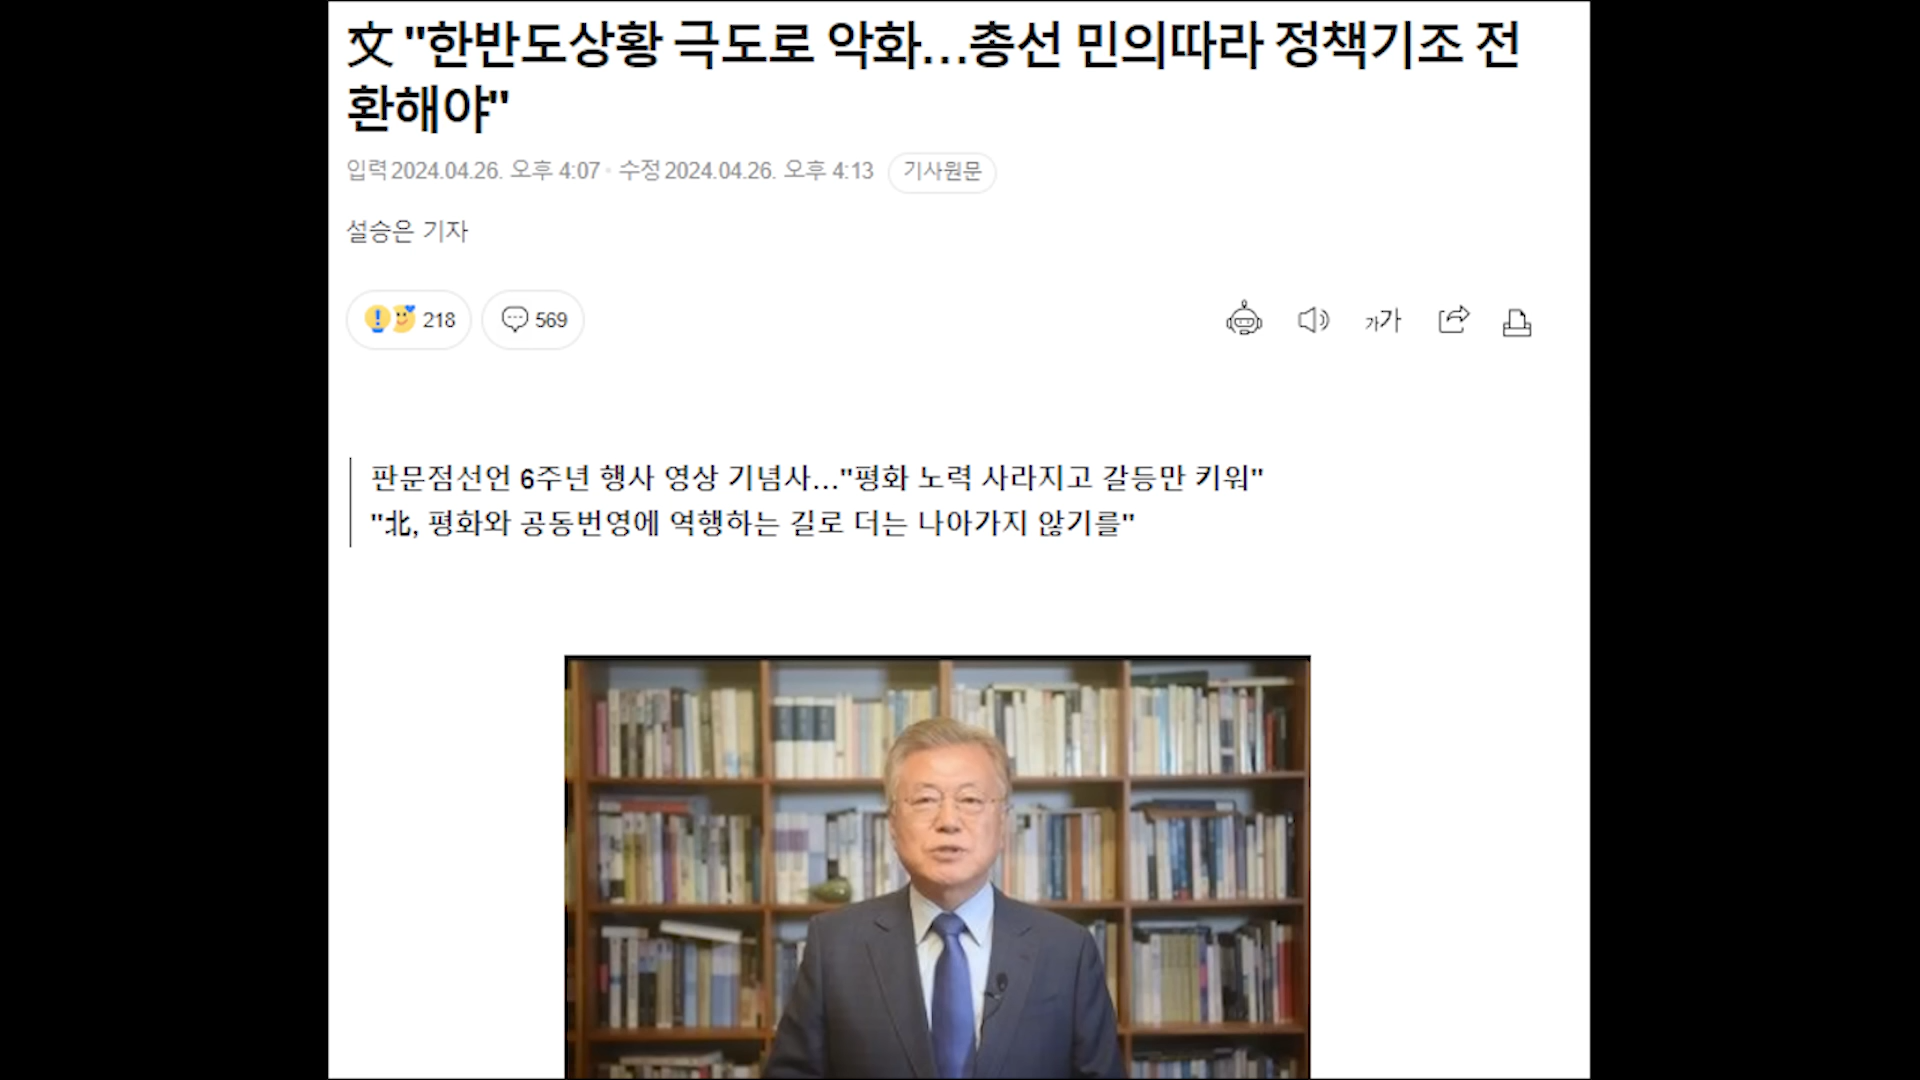 文 "한반도상황 극도로 악화…총선 민의따라 정책기조 전
환해야"
입력 2024.04.26. 오후 4:07 · 수정 2024.04.26. 오후 4:13 기사원문
설승은 기자
218 569 가가
판문점선언 6주년 행사 영상 기념사…"평화 노력 사라지고 갈등만 키워"
"北, 평화와 공동번영에 역행하는 길로 더는 나아가지 않기를"